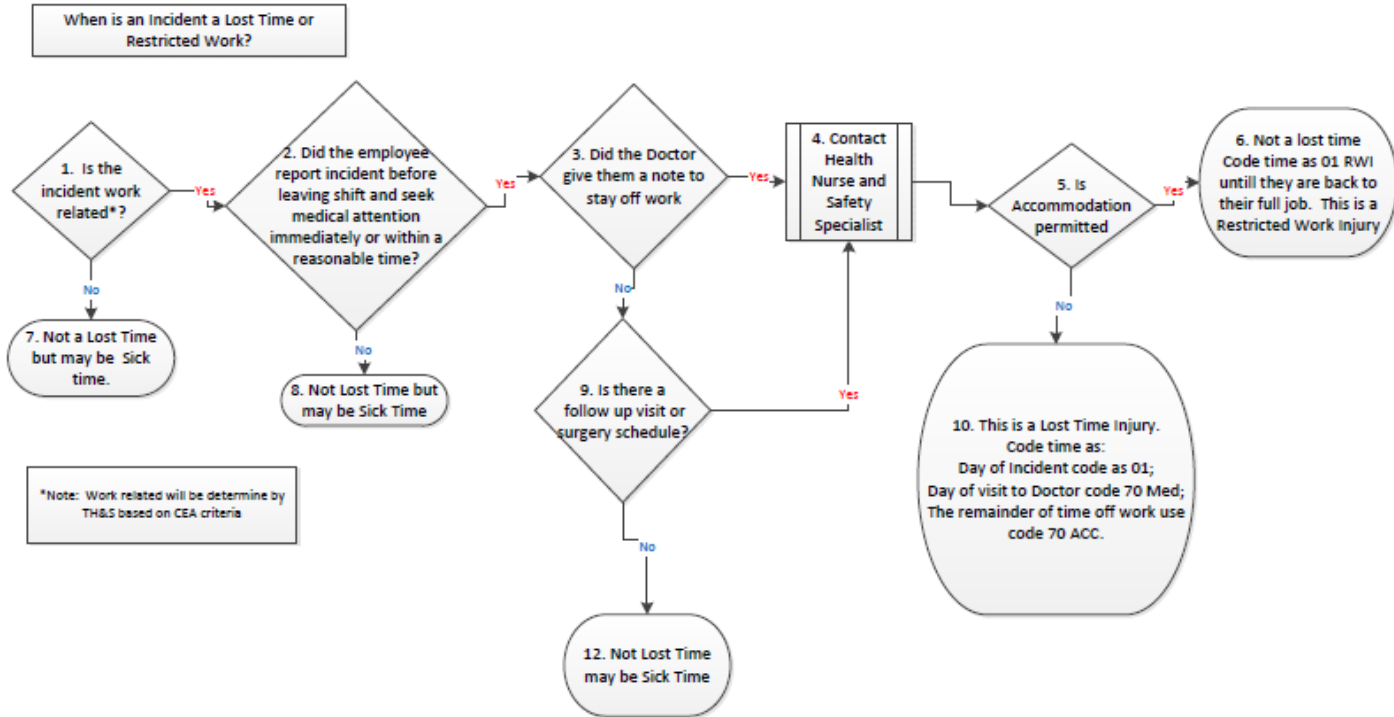 When is an Incident a Lost Time or
Restricted Work?
1. Is the
incident work
related*?
Yes
No
2. Did the employee
report incident before
leaving shift and seek
medical attention
immediately or within a
reasonable time?
Yes
No
3. Did the Doctor
give them a note to
stay off work
Yes
No
4. Contact
Health
Nurse and
Safety
Specialist
5. Is
Accommodation
permitted
Yes
No
6. Not a lost time
Code time as 01 RWI
untill they are back to
their full job. This is a
Restricted Work Injury
7. Not a Lost Time
but may be Sick
time.
8. Not Lost Time but
may be Sick Time
9. Is there a
follow up visit or
surgery schedule?
Yes
No
10. This is a Lost Time Injury.
Code time as:
Day of Incident code as 01;
Day of visit to Doctor code 70 Med;
The remainder of time off work use
code 70 ACC.
*Note: Work related will be determine by
TH&S based on CEA criteria
12. Not Lost Time
may be Sick Time